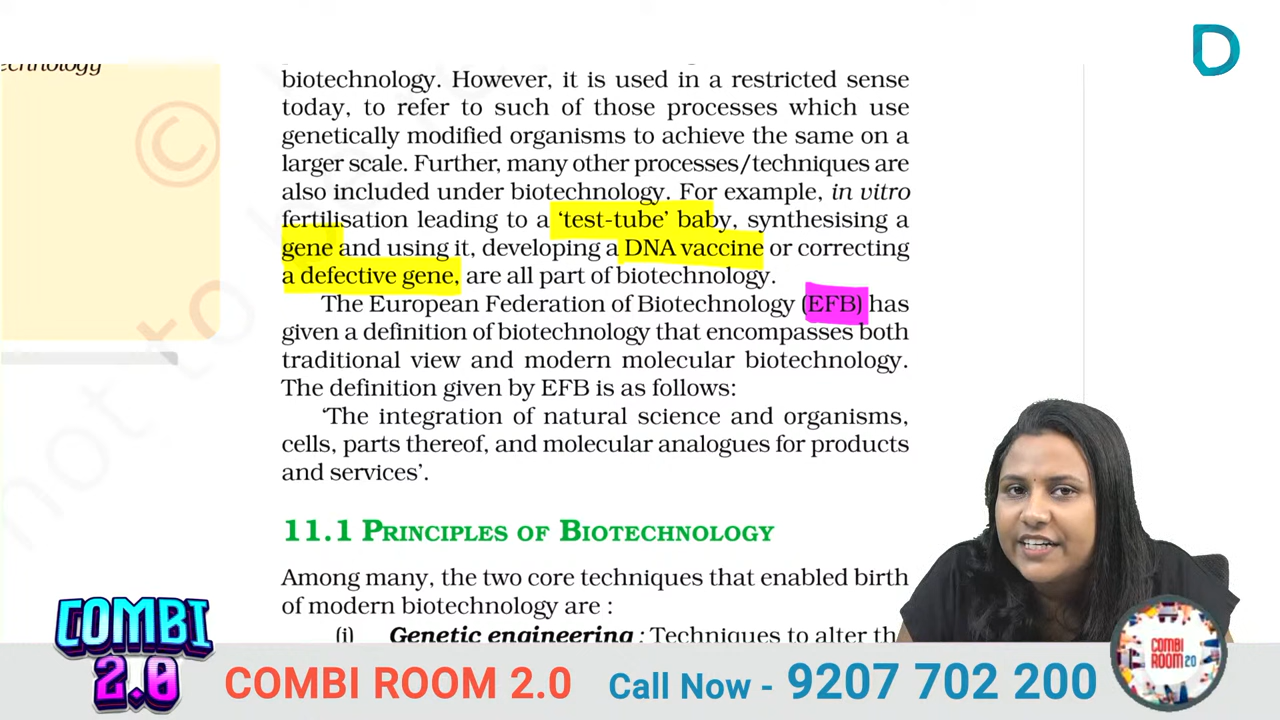 D
echnology
biotechnology. However, it is used in a restricted sense
today, to refer to such of those processes which use
genetically modified organisms to achieve the same on a
larger scale. Further, many other processes/techniques are
also included under biotechnology. For example, in vitro
fertilisation leading to a ‘test-tube’ baby, synthesising a
gene and using it, developing a DNA vaccine or correcting
a defective gene, are all part of biotechnology.
The European Federation of Biotechnology (EFB) has
given a definition of biotechnology that encompasses both
traditional view and modern molecular biotechnology.
The definition given by EFB is as follows:
‘The integration of natural science and organisms,
cells, parts thereof, and molecular analogues for products
and services’.
11.1 PRINCIPLES OF BIOTECHNOLOGY
Among many, the two core techniques that enabled birth
of modern biotechnology are :
(i) Genetic engineering : Techniques to alter th
© 
not to be
COMBI
2.0
COMBI ROOM 2.0 Call Now - 9207 702 200
COMBI
ROOM 20